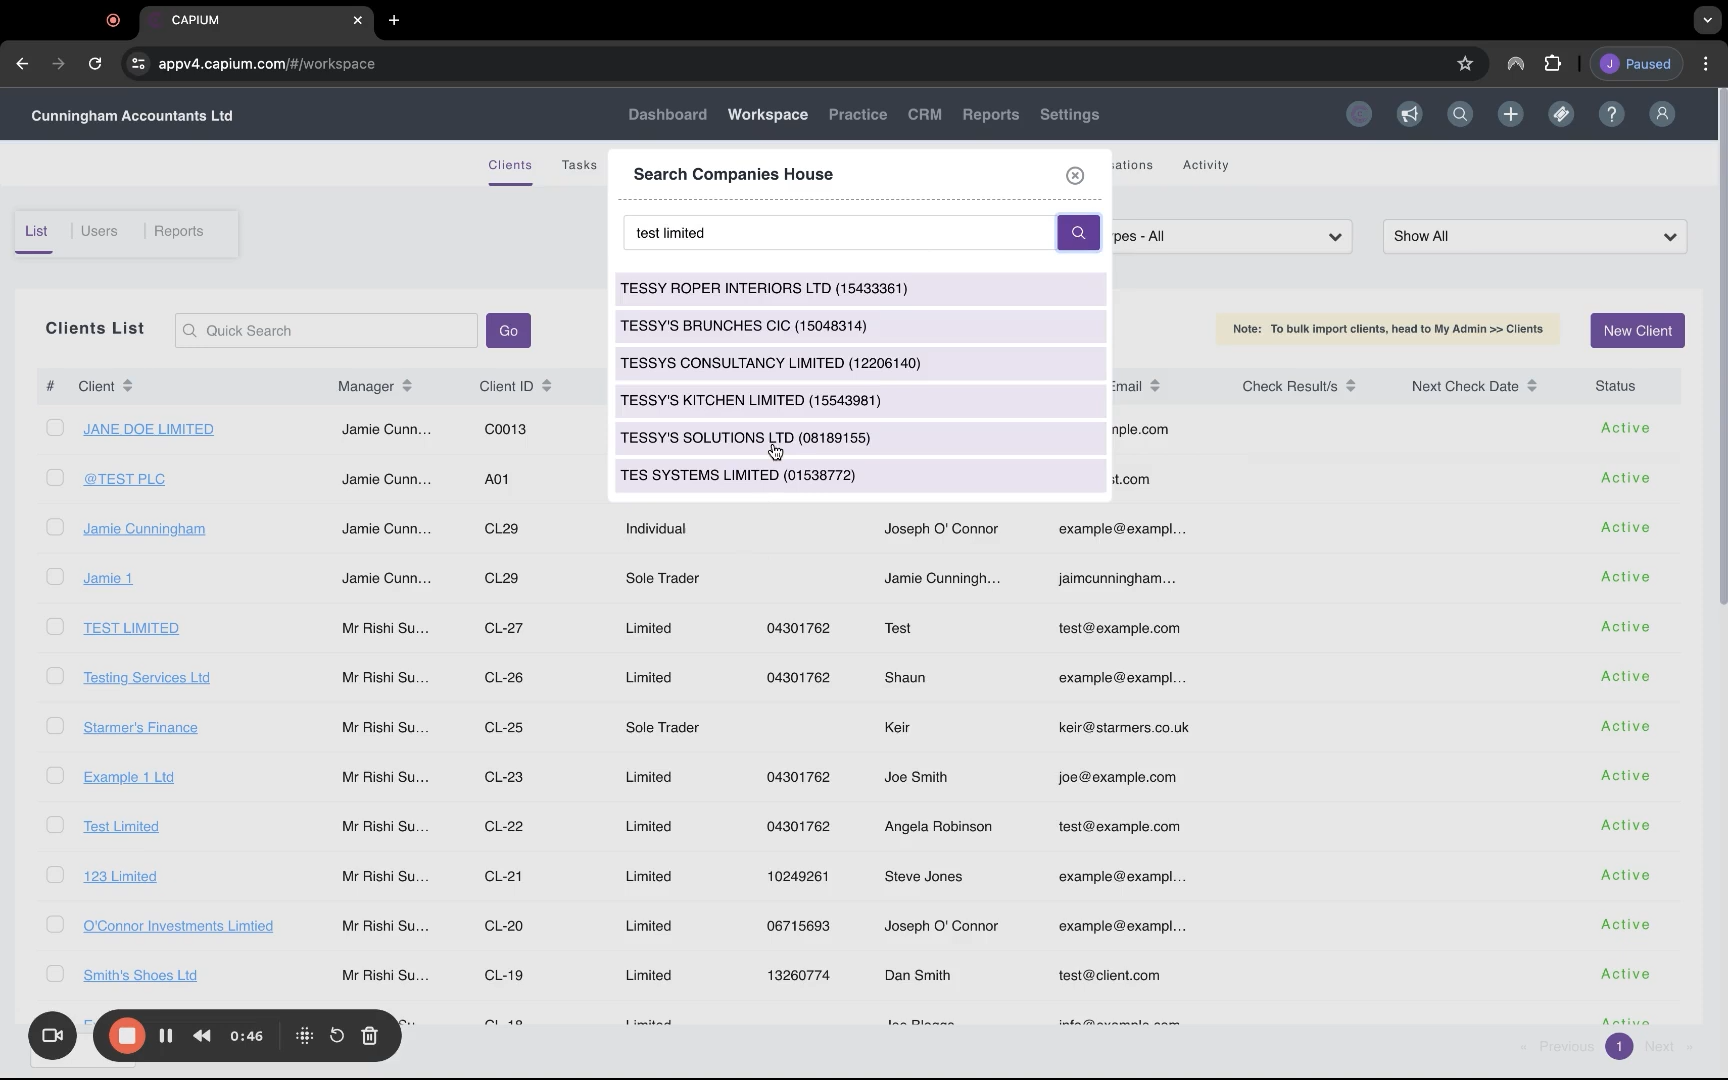 CAPIUM
appv4.capium.com/#/workspace
J Paused
Cunningham Accountants Ltd
Dashboard Workspace Practice CRM Reports Settings
Clients Tasks sations Activity
Search Companies House
test limited
List Users Reports
pes - All
Show All
TESSY ROPER INTERIORS LTD (15433361)
TESSY'S BRUNCHES CIC (15048314)
TESSYS CONSULTANCY LIMITED (12206140)
TESSY'S KITCHEN LIMITED (15543981)
TESSY'S SOLUTIONS LTD (08189155)
TES SYSTEMS LIMITED (01538772)
Clients List Quick Search Go Note: To bulk import clients, head to My Admin >> Clients New Client
# Client Manager Client ID Email Check Result/s Next Check Date Status
JANE DOE LIMITED Jamie Cunn... C0013 nple.com Active
@TEST PLC Jamie Cunn... A01 st.com Active
Jamie Cunningham Jamie Cunn... CL29 Individual Joseph O' Connor example@exampl... Active
Jamie 1 Jamie Cunn... CL29 Sole Trader Jamie Cunningh... jaimcunningham... Active
TEST LIMITED Mr Rishi Su... CL-27 Limited 04301762 Test test@example.com Active
Testing Services Ltd Mr Rishi Su... CL-26 Limited 04301762 Shaun example@exampl... Active
Starmer's Finance Mr Rishi Su... CL-25 Sole Trader Keir keir@starmers.co.uk Active
Example 1 Ltd Mr Rishi Su... CL-23 Limited 04301762 Joe Smith joe@example.com Active
Test Limited Mr Rishi Su... CL-22 Limited 04301762 Angela Robinson test@example.com Active
123 Limited Mr Rishi Su... CL-21 Limited 10249261 Steve Jones example@exampl... Active
O'Connor Investments Limtied Mr Rishi Su... CL-20 Limited 06715693 Joseph O' Connor example@exampl... Active
Smith's Shoes Ltd Mr Rishi Su... CL-19 Limited 13260774 Dan Smith test@client.com Active
CL-18 Limited Joe Bloggs info@example.com Active
0:46
« Previous 1 Next »